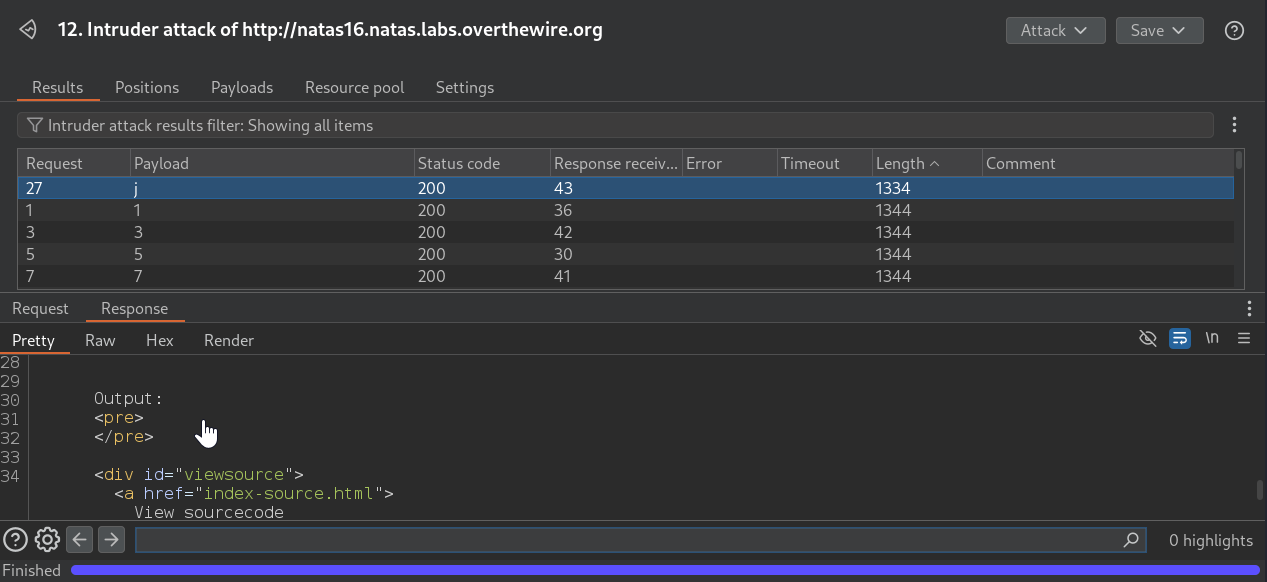 12. Intruder attack of http://natas16.natas.labs.overthewire.org
Attack
Save
Results Positions Payloads Resource pool Settings
Intruder attack results filter: Showing all items
Request Payload Status code Response receiv... Error Timeout Length Comment
27 j 200 43 1334
1 1 200 36 1344
3 3 200 42 1344
5 5 200 30 1344
7 7 200 41 1344
Request Response
Pretty Raw Hex Render \n
28
29
30 Output:
31 <pre>
32 </pre>
33
34 <div id="viewsource">
<a href="index-source.html">
View sourcecode
0 highlights
Finished